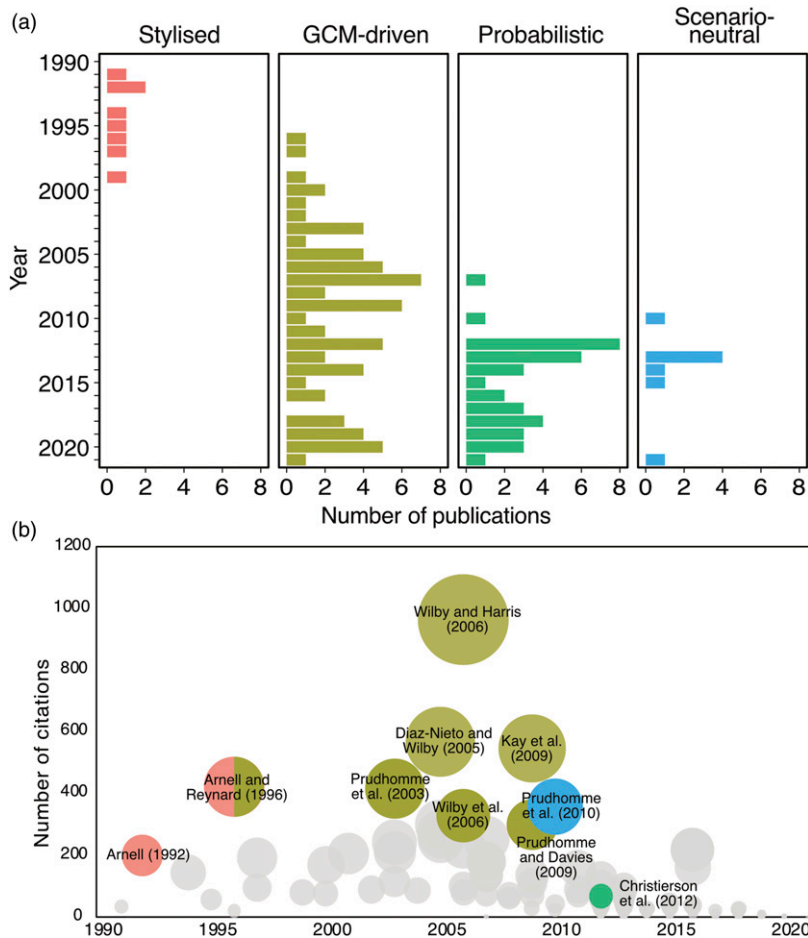 (a)
Stylised
GCM-driven
Probabilistic
Scenario-
neutral
Year
1990
1995
2000
2005
2010
2015
2020
0 2 4 6 8
0 2 4 6 8
0 2 4 6 8
0 2 4 6 8
Number of publications
(b)
Number of citations
1200
1000
800
600
400
200
0
Wilby and Harris
(2006)
Diaz-Nieto and
Wilby (2005)
Kay et al.
(2009)
Arnell and
Reynard (1996)
Prudhomme
et al. (2003)
Wilby et al.
(2006)
Prudhomme
et al. (2010)
Prudhomme
and Davies
(2009)
Arnell (1992)
Christierson
et al. (2012)
1990 1995 2000 2005 2010 2015 2020